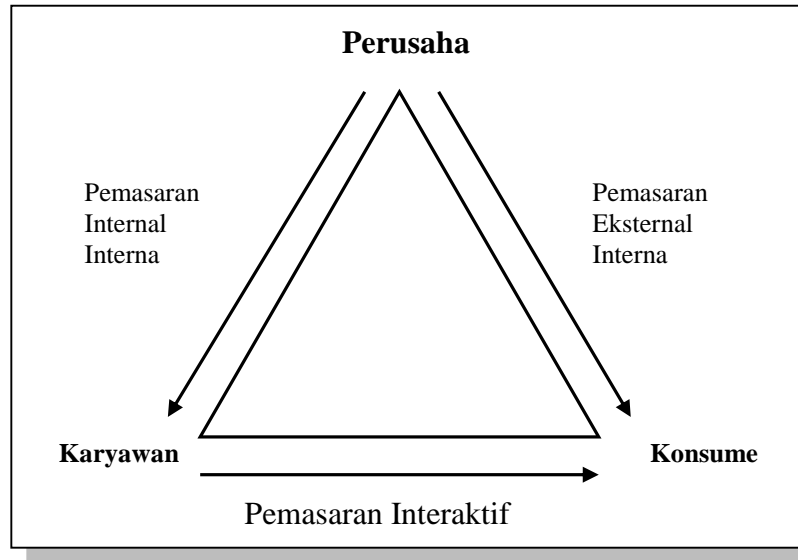 Perusaha
Pemasaran
Internal
Interna
Pemasaran
Eksternal
Interna
Karyawan
Konsume
Pemasaran Interaktif